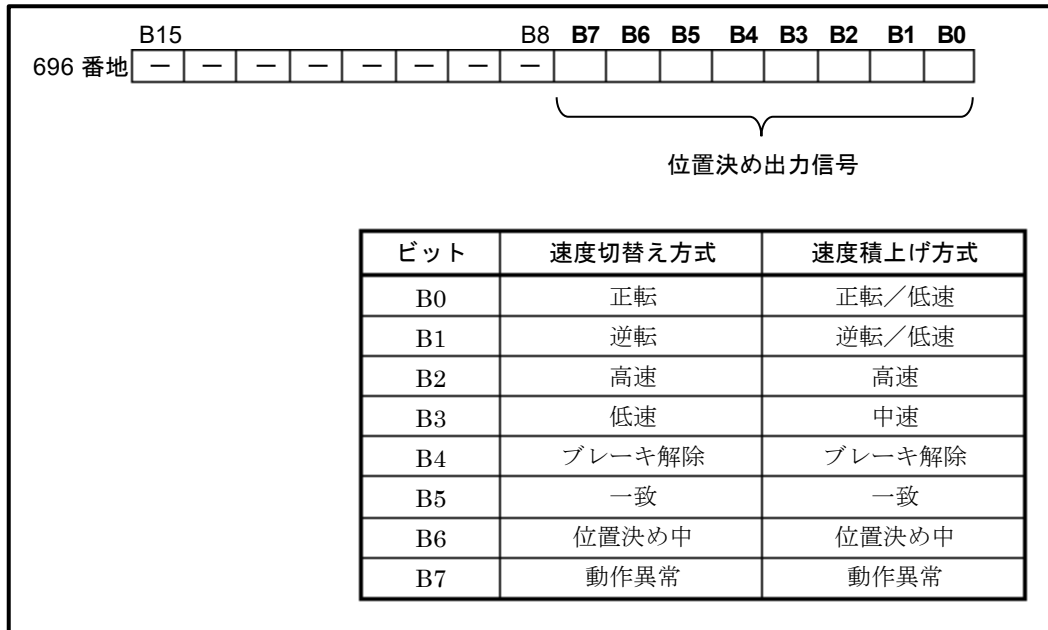 B15 B8 B7 B6 B5 B4 B3 B2 B1 B0
696 番地 － － － － － － － －
位置決め出力信号
ビット 速度切替え方式 速度積上げ方式
B0 正転 正転／低速
B1 逆転 逆転／低速
B2 高速 高速
B3 低速 中速
B4 ブレーキ解除 ブレーキ解除
B5 一致 一致
B6 位置決め中 位置決め中
B7 動作異常 動作異常